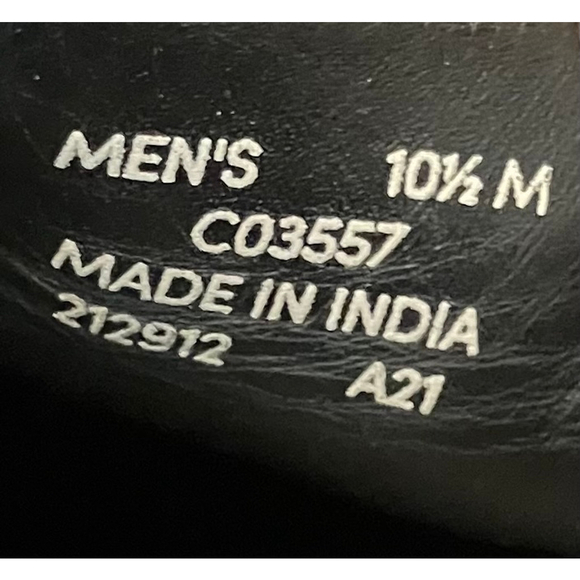 MEN'S 10½ M
C03557
MADE IN INDIA
212912 A21